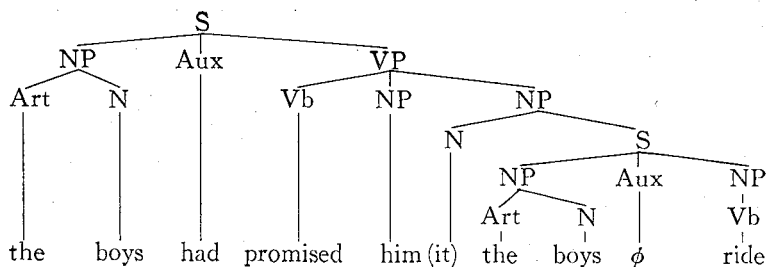 S
NP Aux VP
Art N Vb NP NP
N S
NP Aux NP
Art N Vb
the boys had promised him (it) the boys ϕ ride